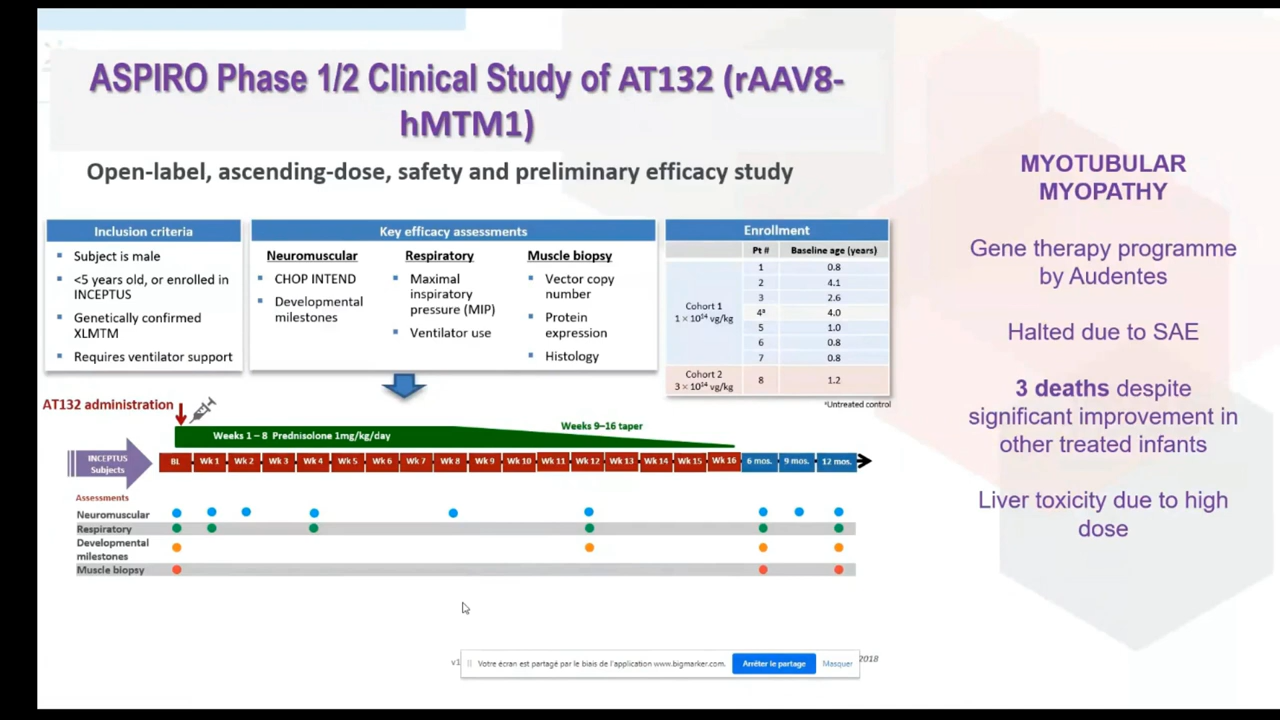 ASPIRO Phase 1/2 Clinical Study of AT132 (rAAV8-
hMTM1)
Open-label, ascending-dose, safety and preliminary efficacy study
Inclusion criteria
Subject is male
<5 years old, or enrolled in
INCEPTUS
Genetically confirmed
XLMTM
Requires ventilator support
Key efficacy assessments
Neuromuscular
CHOP INTEND
Developmental
milestones
Respiratory
Maximal
inspiratory
pressure (MIP)
Ventilator use
Muscle biopsy
Vector copy
number
Protein
expression
Histology
Enrollment
Pt # Baseline age (years)
Cohort 1
1 × 10¹⁴ vg/kg
1 0.8
2 4.1
3 2.6
4ª 4.0
5 1.0
6 0.8
7 0.8
Cohort 2
3 × 10¹⁴ vg/kg
8 1.2
ªUntreated control
AT132 administration
Weeks 1 – 8 Prednisolone 1mg/kg/day
Weeks 9–16 taper
INCEPTUS
Subjects
BL Wk 1 Wk 2 Wk 3 Wk 4 Wk 5 Wk 6 Wk 7 Wk 8 Wk 9 Wk 10 Wk 11 Wk 12 Wk 13 Wk 14 Wk 15 Wk 16 6 mos. 9 mos. 12 mos.
Assessments
Neuromuscular
Respiratory
Developmental
milestones
Muscle biopsy
MYOTUBULAR
MYOPATHY
Gene therapy programme
by Audentes
Halted due to SAE
3 deaths despite
significant improvement in
other treated infants
Liver toxicity due to high
dose
v1
Votre écran est partagé par le biais de l'application www.bigmarker.com. Arrêter le partage Masquer
2018